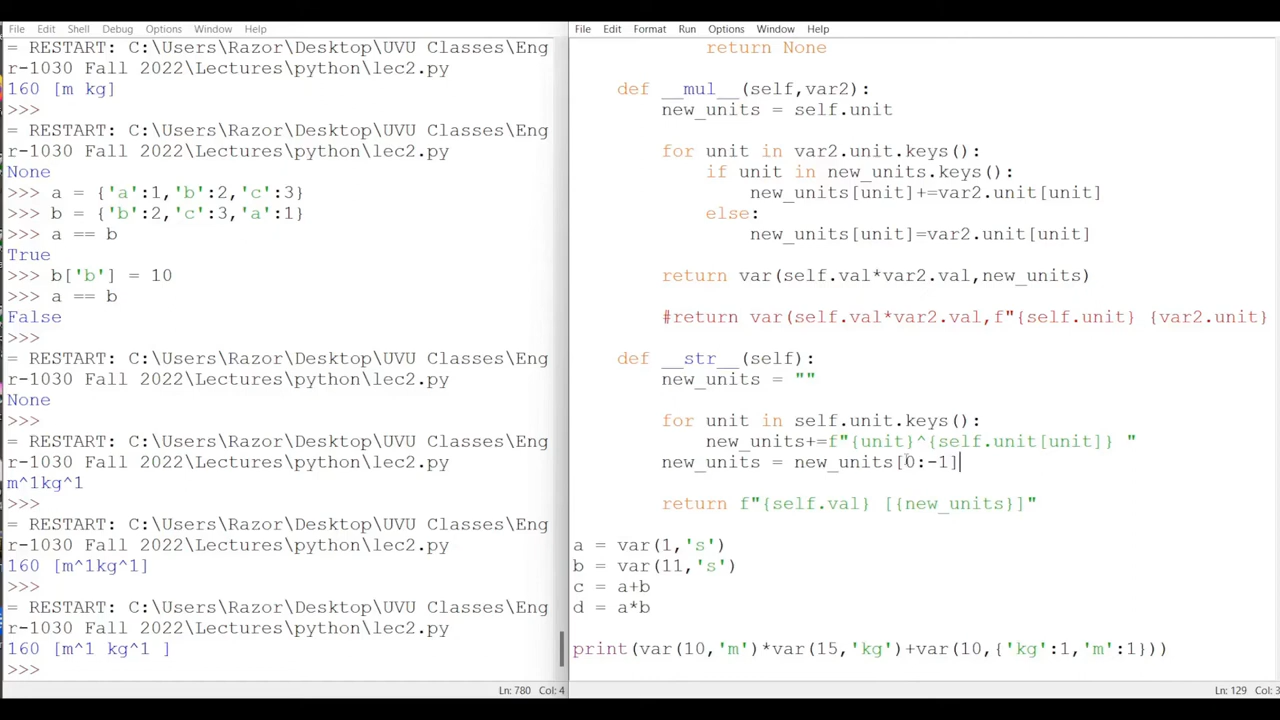 File Edit Shell Debug Options Window Help
= RESTART: C:\Users\Razor\Desktop\UVU Classes\Eng
r-1030 Fall 2022\Lectures\python\lec2.py
160 [m kg]
>>>
= RESTART: C:\Users\Razor\Desktop\UVU Classes\Eng
r-1030 Fall 2022\Lectures\python\lec2.py
None
>>> a = {'a':1,'b':2,'c':3}
>>> b = {'b':2,'c':3,'a':1}
>>> a == b
True
>>> b['b'] = 10
>>> a == b
False
>>>
= RESTART: C:\Users\Razor\Desktop\UVU Classes\Eng
r-1030 Fall 2022\Lectures\python\lec2.py
None
>>>
= RESTART: C:\Users\Razor\Desktop\UVU Classes\Eng
r-1030 Fall 2022\Lectures\python\lec2.py
m^1kg^1
>>>
= RESTART: C:\Users\Razor\Desktop\UVU Classes\Eng
r-1030 Fall 2022\Lectures\python\lec2.py
160 [m^1kg^1]
>>>
= RESTART: C:\Users\Razor\Desktop\UVU Classes\Eng
r-1030 Fall 2022\Lectures\python\lec2.py
160 [m^1 kg^1 ]
>>>
Ln: 780 Col: 4
File Edit Format Run Options Window Help
return None
def __mul__(self,var2):
new_units = self.unit
for unit in var2.unit.keys():
if unit in new_units.keys():
new_units[unit]+=var2.unit[unit]
else:
new_units[unit]=var2.unit[unit]
return var(self.val*var2.val,new_units)
#return var(self.val*var2.val,f"{self.unit} {var2.unit}
def __str__(self):
new_units = ""
for unit in self.unit.keys():
new_units+=f"{unit}^{self.unit[unit]} "
new_units = new_units[0:-1]
return f"{self.val} [{new_units}]"
a = var(1,'s')
b = var(11,'s')
c = a+b
d = a*b
print(var(10,'m')*var(15,'kg')+var(10,{'kg':1,'m':1}))
Ln: 129 Col: 3